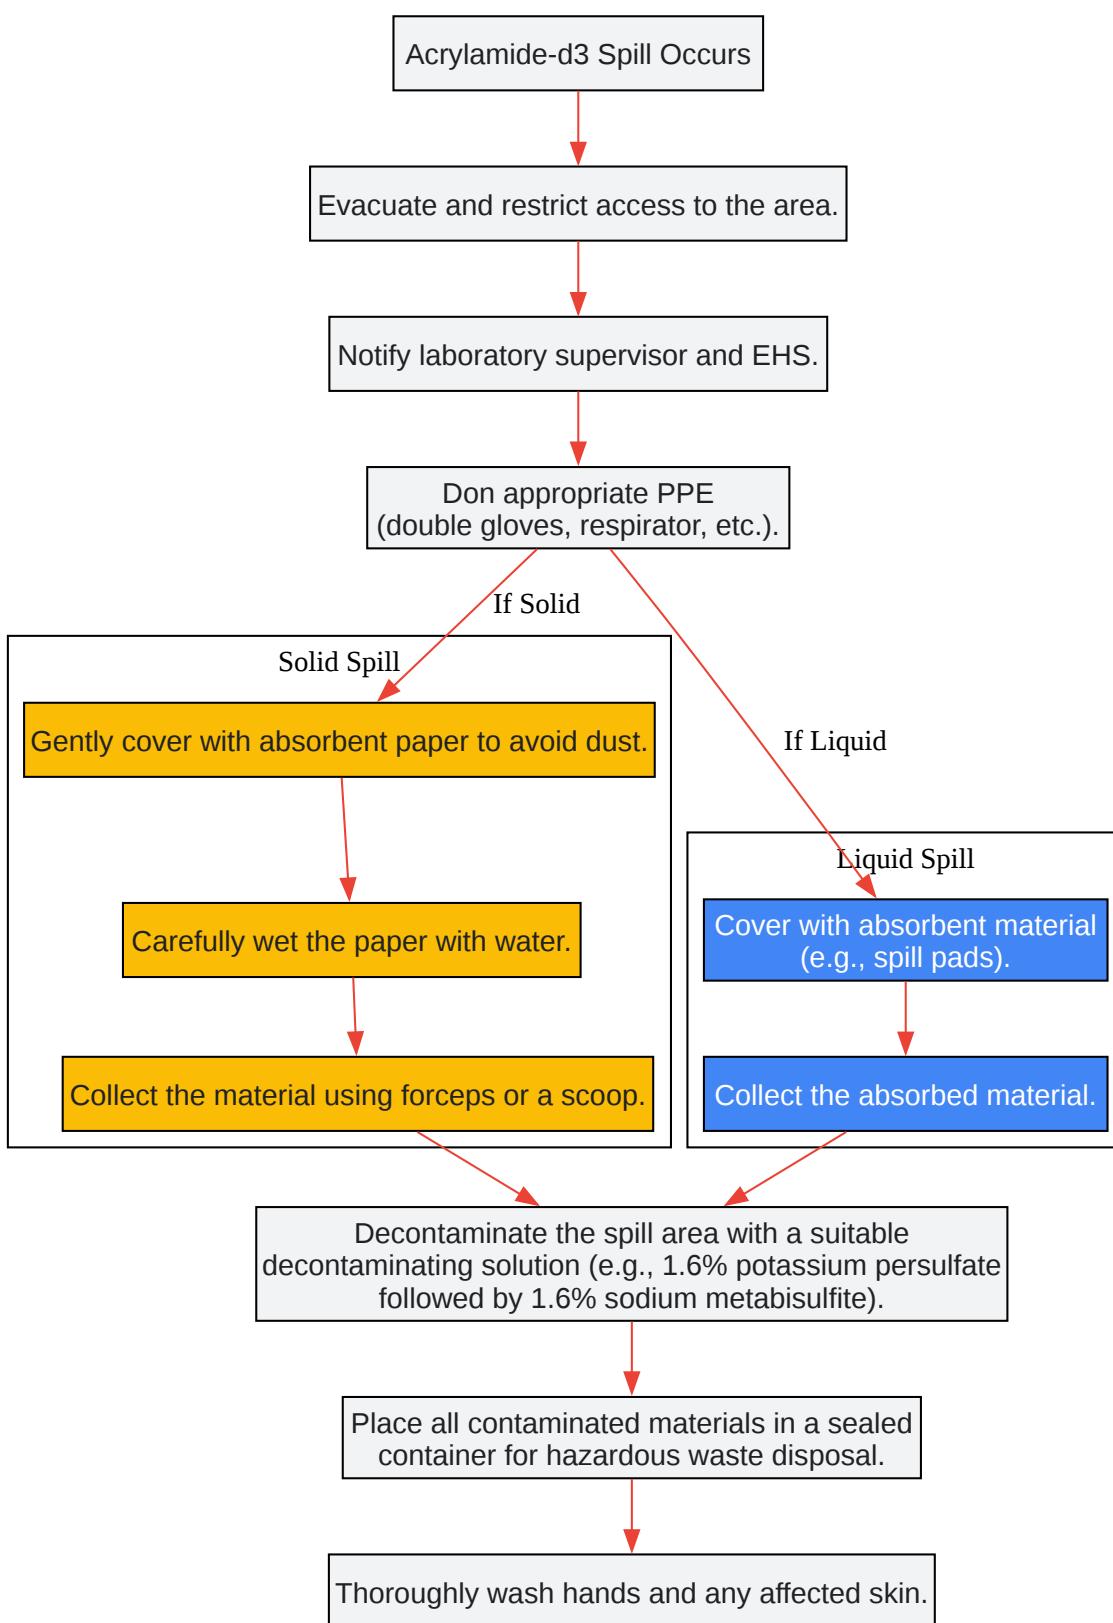 Acrylamide-d3 Spill Occurs
Evacuate and restrict access to the area.
Notify laboratory supervisor and EHS.
Don appropriate PPE
(double gloves, respirator, etc.).
If Solid
Solid Spill
Gently cover with absorbent paper to avoid dust.
Carefully wet the paper with water.
Collect the material using forceps or a scoop.
If Liquid
Liquid Spill
Cover with absorbent material
(e.g., spill pads).
Collect the absorbed material.
Decontaminate the spill area with a suitable
decontaminating solution (e.g., 1.6% potassium persulfate
followed by 1.6% sodium metabisulfite).
Place all contaminated materials in a sealed
container for hazardous waste disposal.
Thoroughly wash hands and any affected skin.